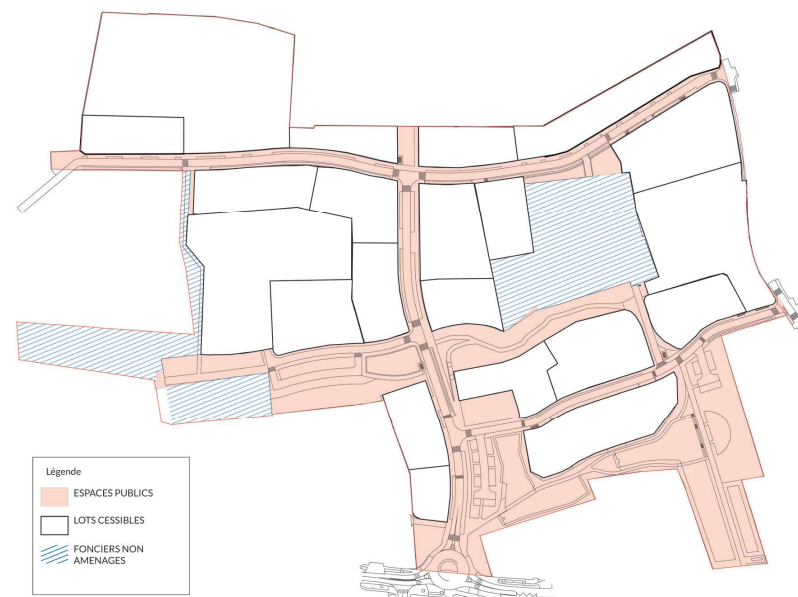 Légende
ESPACES PUBLICS
LOTS CESSIBLES
FONCIERS NON
AMENAGES